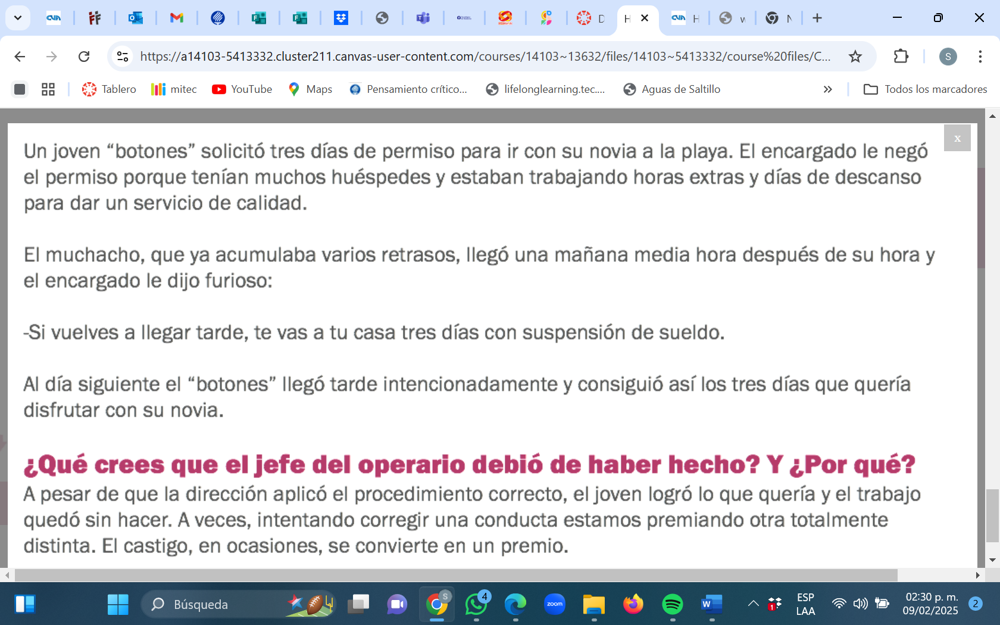 D
H
H
w
N
https://a14103-5413332.cluster211.canvas-user-content.com/courses/14103~13632/files/14103~5413332/course%20files/C...
S
Tablero
mitec
YouTube
Maps
Pensamiento crítico...
lifelonglearning.tec....
Aguas de Saltillo
»
Todos los marcadores
x
Un joven “botones” solicitó tres días de permiso para ir con su novia a la playa. El encargado le negó
el permiso porque tenían muchos huéspedes y estaban trabajando horas extras y días de descanso
para dar un servicio de calidad.
El muchacho, que ya acumulaba varios retrasos, llegó una mañana media hora después de su hora y
el encargado le dijo furioso:
-Si vuelves a llegar tarde, te vas a tu casa tres días con suspensión de sueldo.
Al día siguiente el “botones” llegó tarde intencionadamente y consiguió así los tres días que quería
disfrutar con su novia.
¿Qué crees que el jefe del operario debió de haber hecho? Y ¿Por qué?
A pesar de que la dirección aplicó el procedimiento correcto, el joven logró lo que quería y el trabajo
quedó sin hacer. A veces, intentando corregir una conducta estamos premiando otra totalmente
distinta. El castigo, en ocasiones, se convierte en un premio.
Búsqueda
S
4
zoom
W
1
ESP
LAA
02:30 p. m.
09/02/2025
2